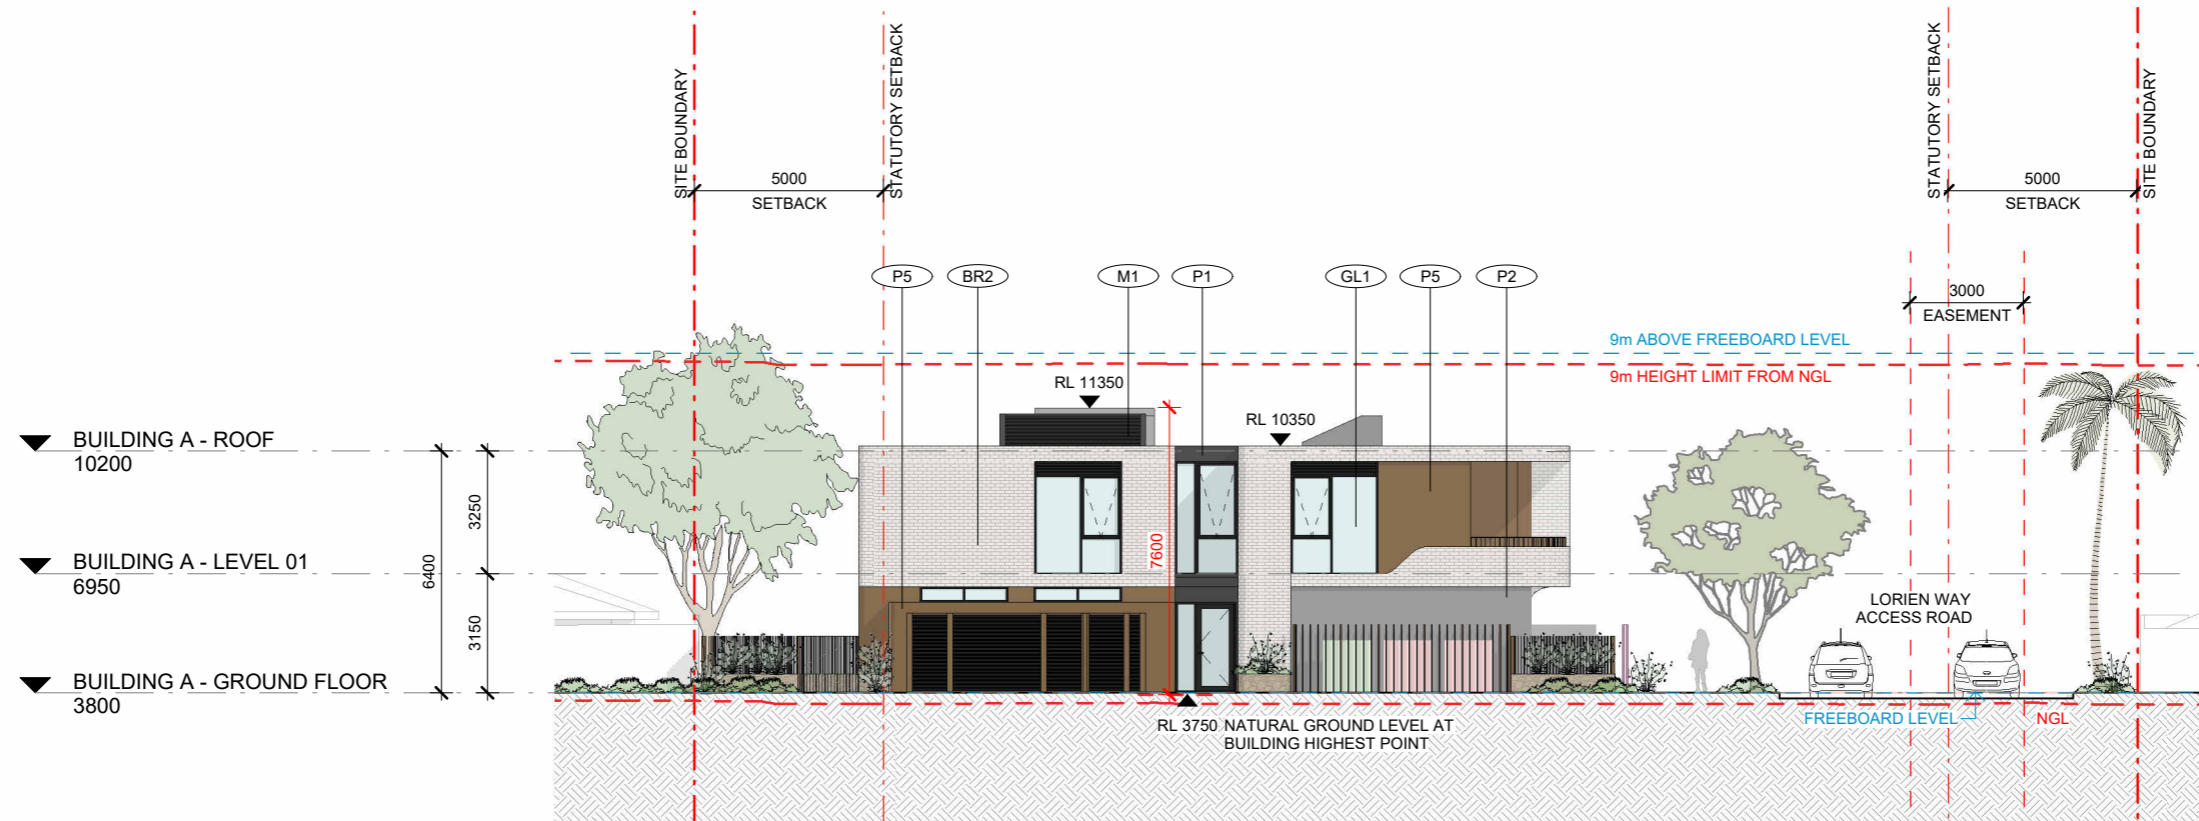 SITE BOUNDARY
5000
SETBACK
STATUTORY SETBACK
STATUTORY SETBACK
5000
SETBACK
SITE BOUNDARY
P5
BR2
M1
P1
GL1
P5
P2
3000
EASEMENT
9m ABOVE FREEBOARD LEVEL
9m HEIGHT LIMIT FROM NGL
RL 11350
RL 10350
BUILDING A - ROOF
10200
BUILDING A - LEVEL 01
6950
BUILDING A - GROUND FLOOR
3800
6400
3250
3150
7600
LORIEN WAY
ACCESS ROAD
RL 3750 NATURAL GROUND LEVEL AT
BUILDING HIGHEST POINT
FREEBOARD LEVEL
NGL